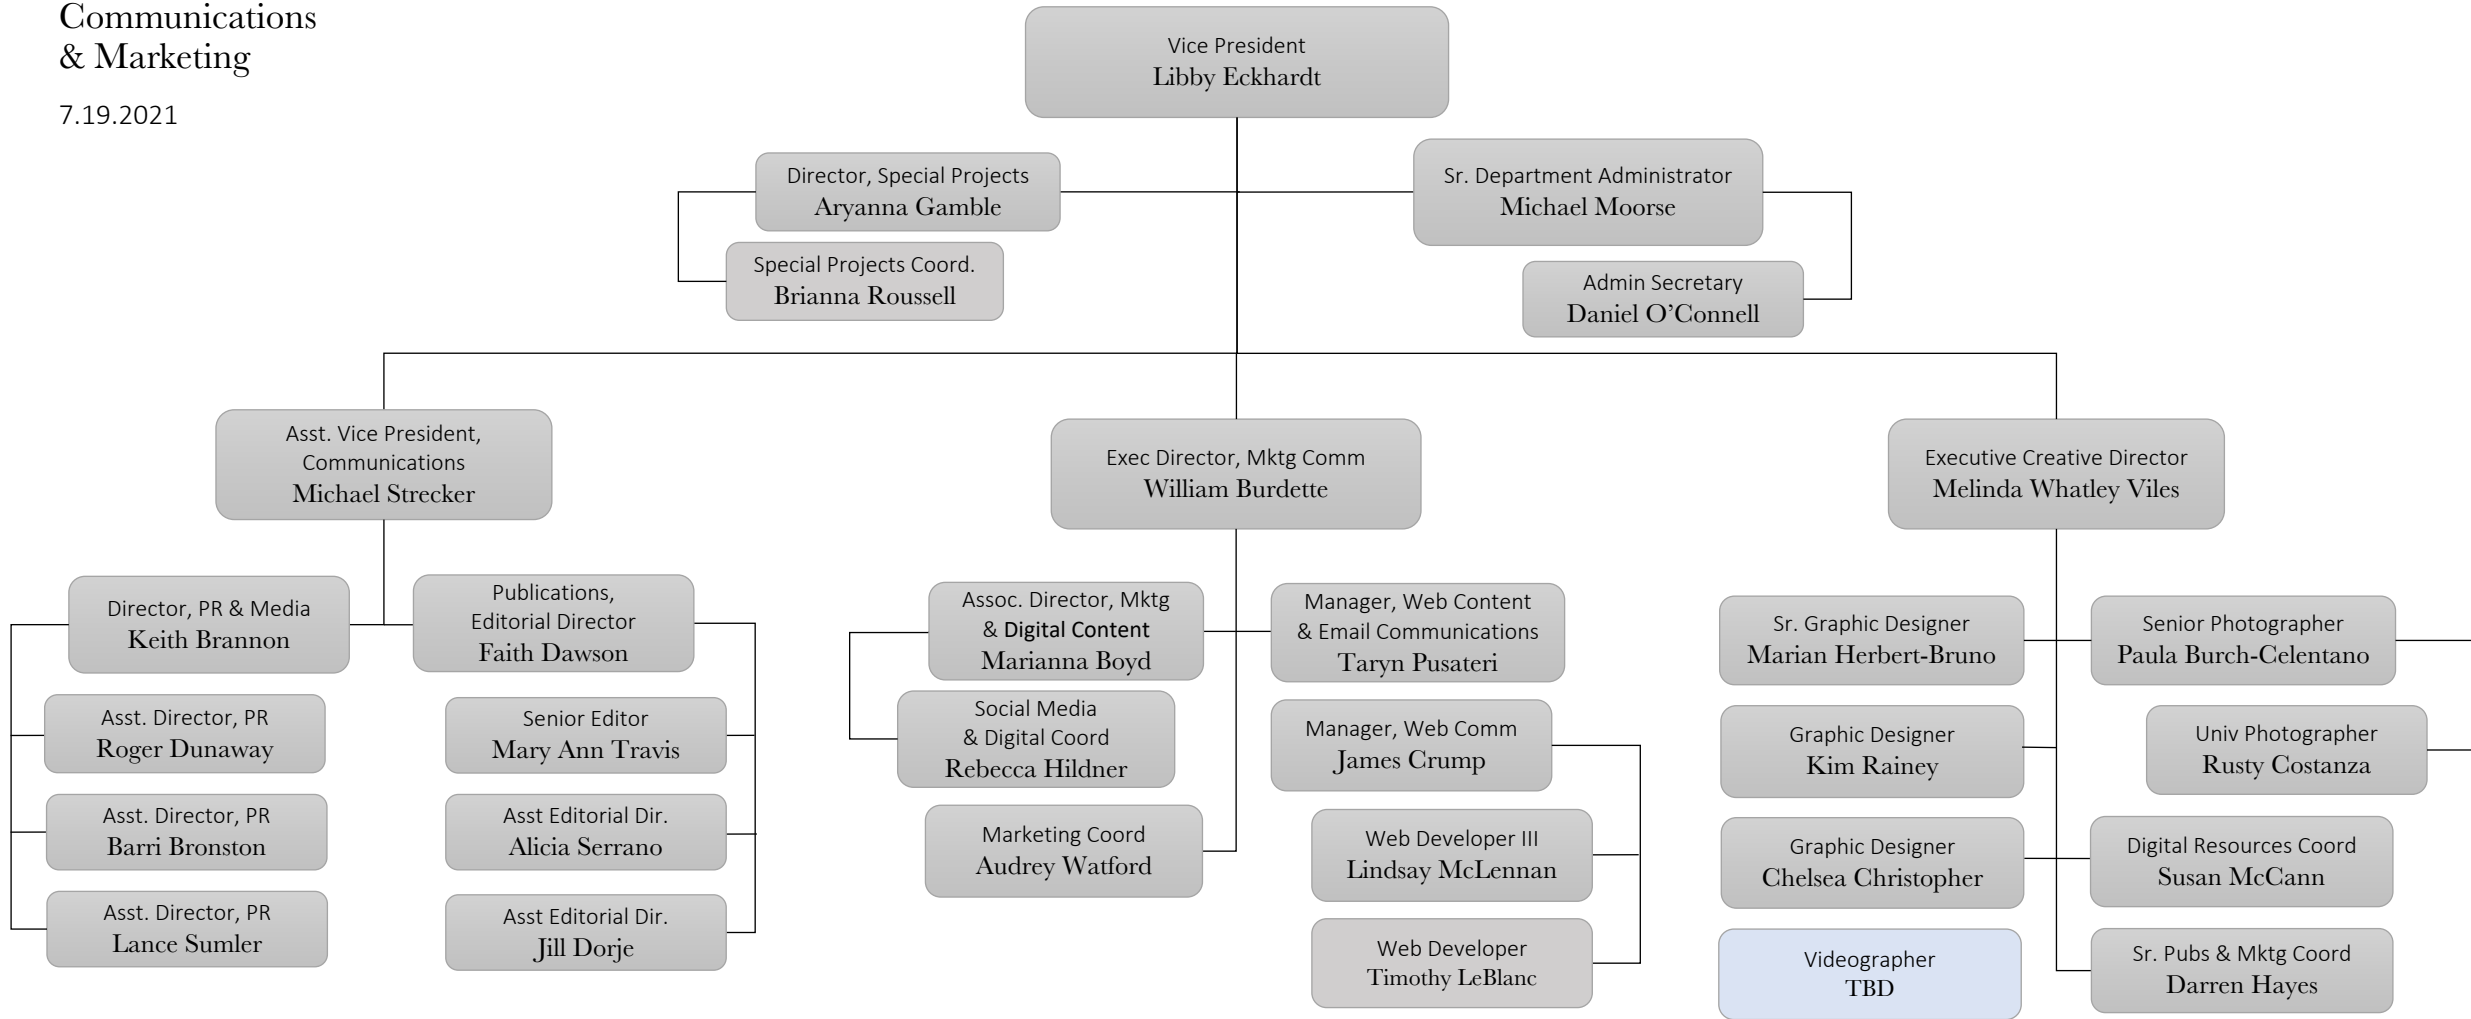 Communications
& Marketing
7.19.2021
Vice President
Libby Eckhardt
Director, Special Projects
Aryanna Gamble
Sr. Department Administrator
Michael Moorse
Special Projects Coord.
Brianna Roussell
Admin Secretary
Daniel O’Connell
Asst. Vice President,
Communications
Michael Strecker
Exec Director, Mktg Comm
William Burdette
Executive Creative Director
Melinda Whatley Viles
Director, PR & Media
Keith Brannon
Asst. Director, PR
Roger Dunaway
Asst. Director, PR
Barri Bronston
Asst. Director, PR
Lance Sumler
Publications,
Editorial Director
Faith Dawson
Senior Editor
Mary Ann Travis
Asst Editorial Dir.
Alicia Serrano
Asst Editorial Dir.
Jill Dorje
Assoc. Director, Mktg
& Digital Content
Marianna Boyd
Social Media
& Digital Coord
Rebecca Hildner
Marketing Coord
Audrey Watford
Manager, Web Content
& Email Communications
Taryn Pusateri
Manager, Web Comm
James Crump
Web Developer III
Lindsay McLennan
Web Developer
Timothy LeBlanc
Sr. Graphic Designer
Marian Herbert-Bruno
Graphic Designer
Kim Rainey
Graphic Designer
Chelsea Christopher
Videographer
TBD
Senior Photographer
Paula Burch-Celentano
Univ Photographer
Rusty Costanza
Digital Resources Coord
Susan McCann
Sr. Pubs & Mktg Coord
Darren Hayes